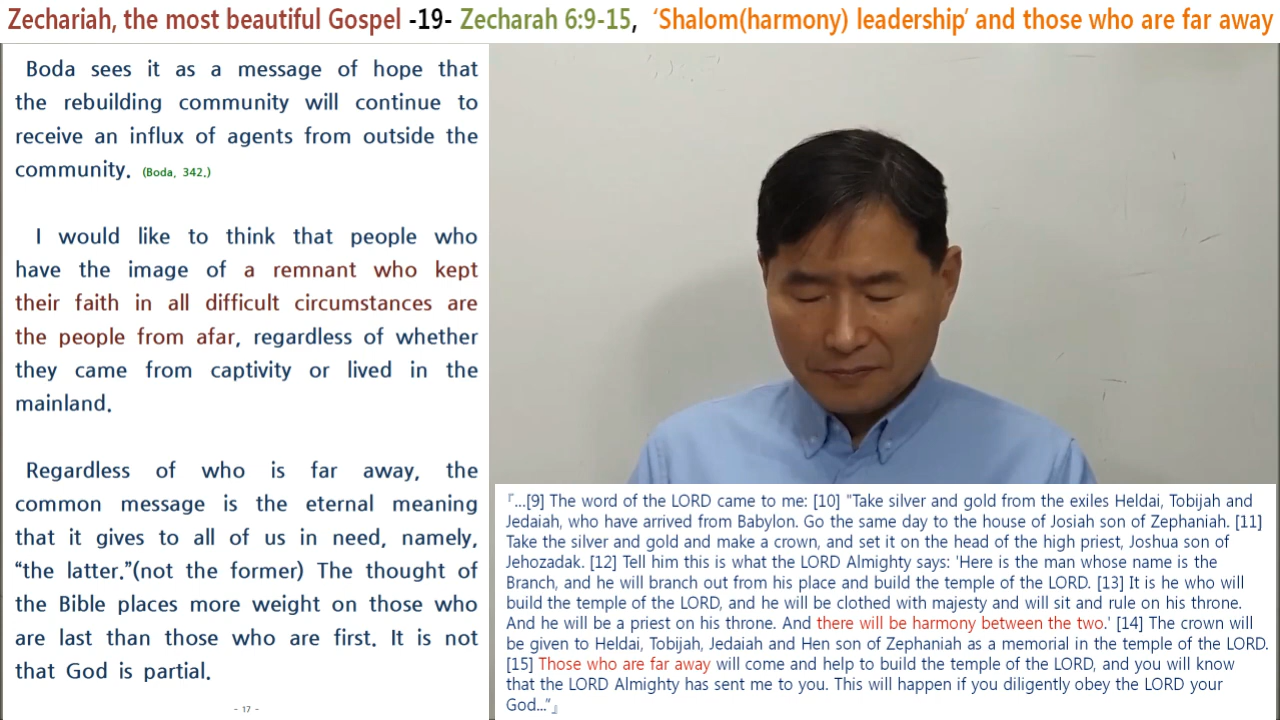 Zechariah, the most beautiful Gospel -19- Zecharah 6:9-15, ‘Shalom(harmony) leadership’ and those who are far away
Boda sees it as a message of hope that
the rebuilding community will continue to
receive an influx of agents from outside the
community. (Boda, 342.)
I would like to think that people who
have the image of a remnant who kept
their faith in all difficult circumstances are
the people from afar, regardless of whether
they came from captivity or lived in the
mainland.
Regardless of who is far away, the
common message is the eternal meaning
that it gives to all of us in need, namely,
“the latter.”(not the former) The thought of
the Bible places more weight on those who
are last than those who are first. It is not
that God is partial.
- 17 -
『...[9] The word of the LORD came to me: [10] "Take silver and gold from the exiles Heldai, Tobijah and
Jedaiah, who have arrived from Babylon. Go the same day to the house of Josiah son of Zephaniah. [11]
Take the silver and gold and make a crown, and set it on the head of the high priest, Joshua son of
Jehozadak. [12] Tell him this is what the LORD Almighty says: 'Here is the man whose name is the
Branch, and he will branch out from his place and build the temple of the LORD. [13] It is he who will
build the temple of the LORD, and he will be clothed with majesty and will sit and rule on his throne.
And he will be a priest on his throne. And there will be harmony between the two.' [14] The crown will
be given to Heldai, Tobijah, Jedaiah and Hen son of Zephaniah as a memorial in the temple of the LORD.
[15] Those who are far away will come and help to build the temple of the LORD, and you will know
that the LORD Almighty has sent me to you. This will happen if you diligently obey the LORD your
God..."』